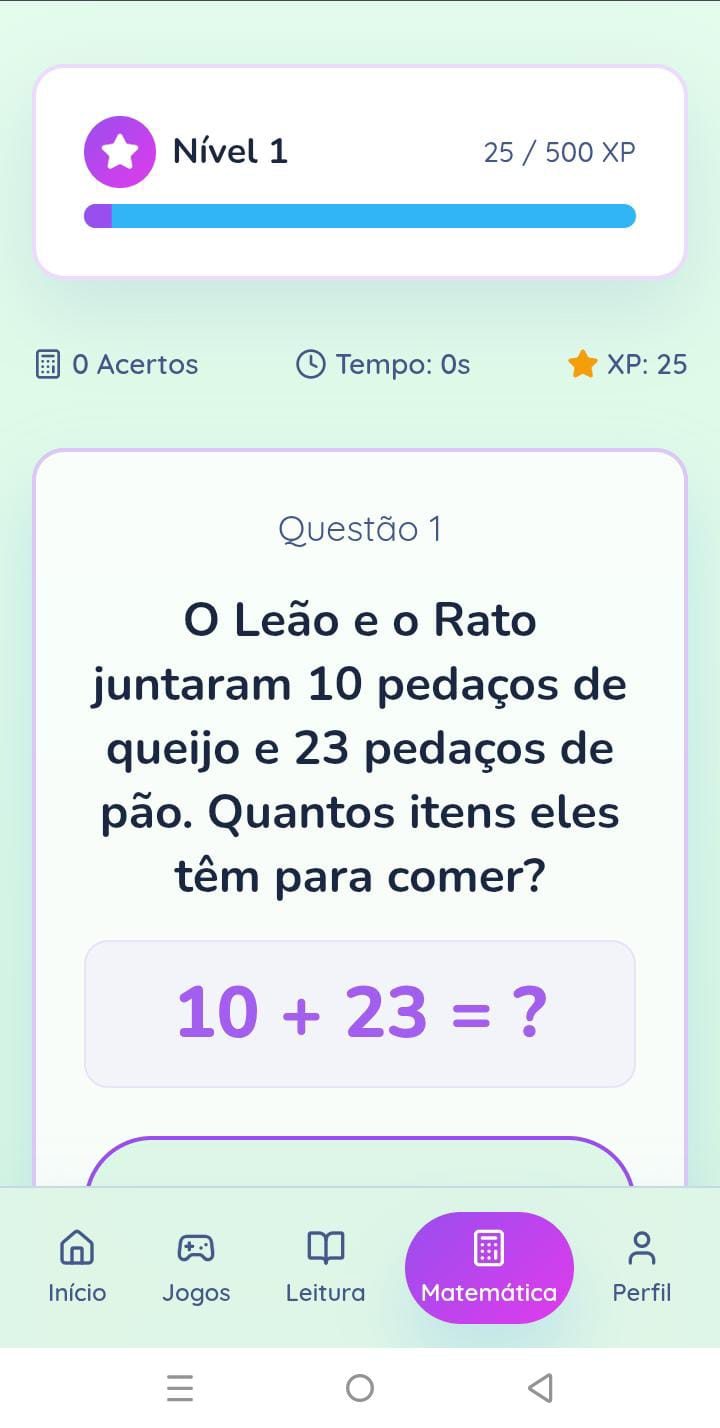 Nível 1
25 / 500 XP
0 Acertos
Tempo: 0s
XP: 25
Questão 1
O Leão e o Rato
juntaram 10 pedaços de
queijo e 23 pedaços de
pão. Quantos itens eles
têm para comer?
10 + 23 = ?
Início
Jogos
Leitura
Matemática
Perfil